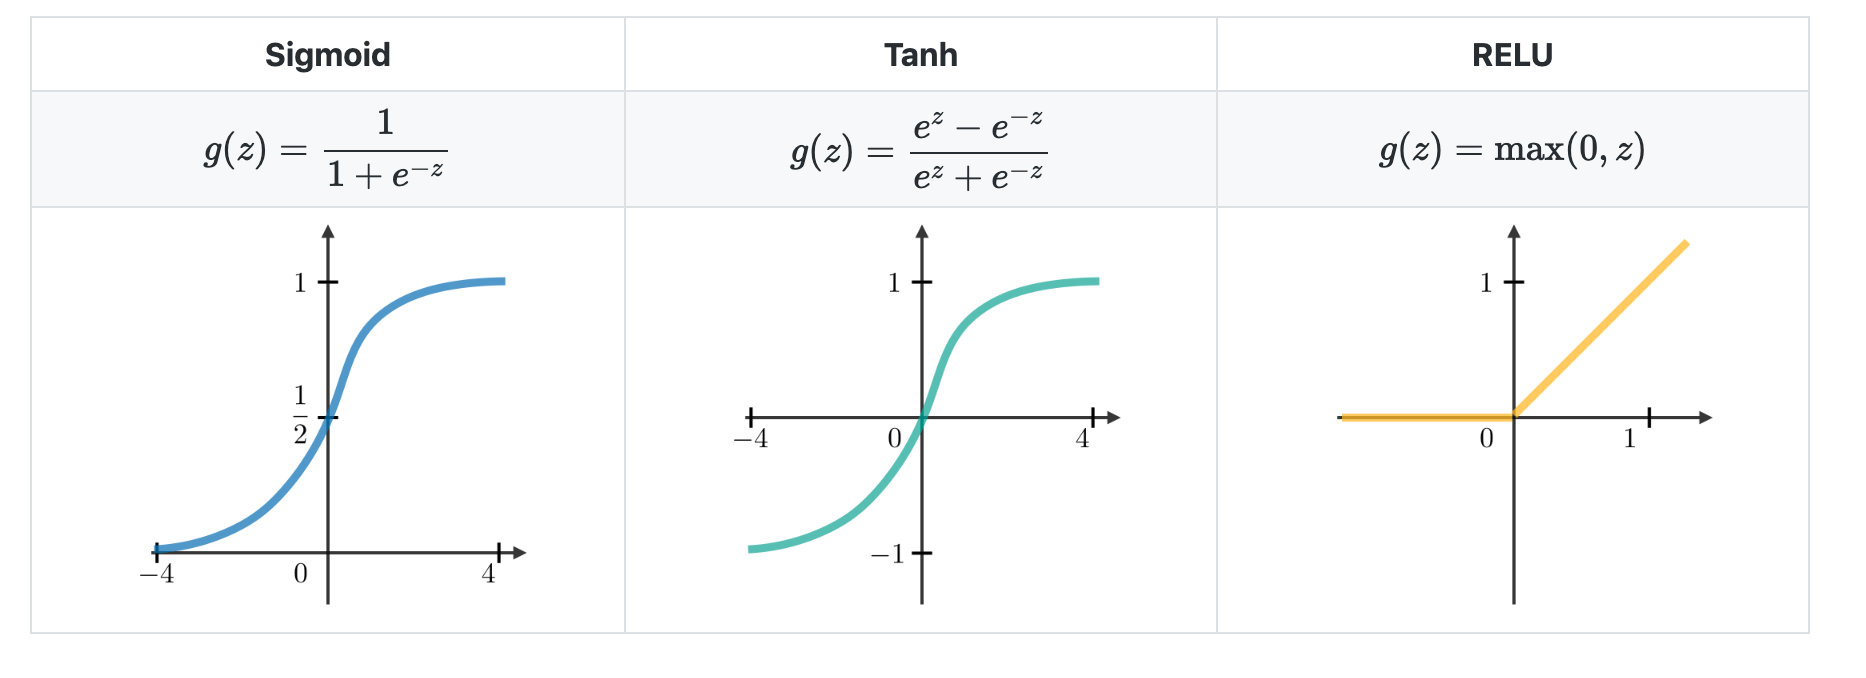 Sigmoid
Tanh
RELU
g(z) = 1 / (1 + e^{-z})
g(z) = (e^z − e^{-z}) / (e^z + e^{-z})
g(z) = max(0, z)
1
1/2
−4
0
4
1
−4
0
4
−1
1
0
1